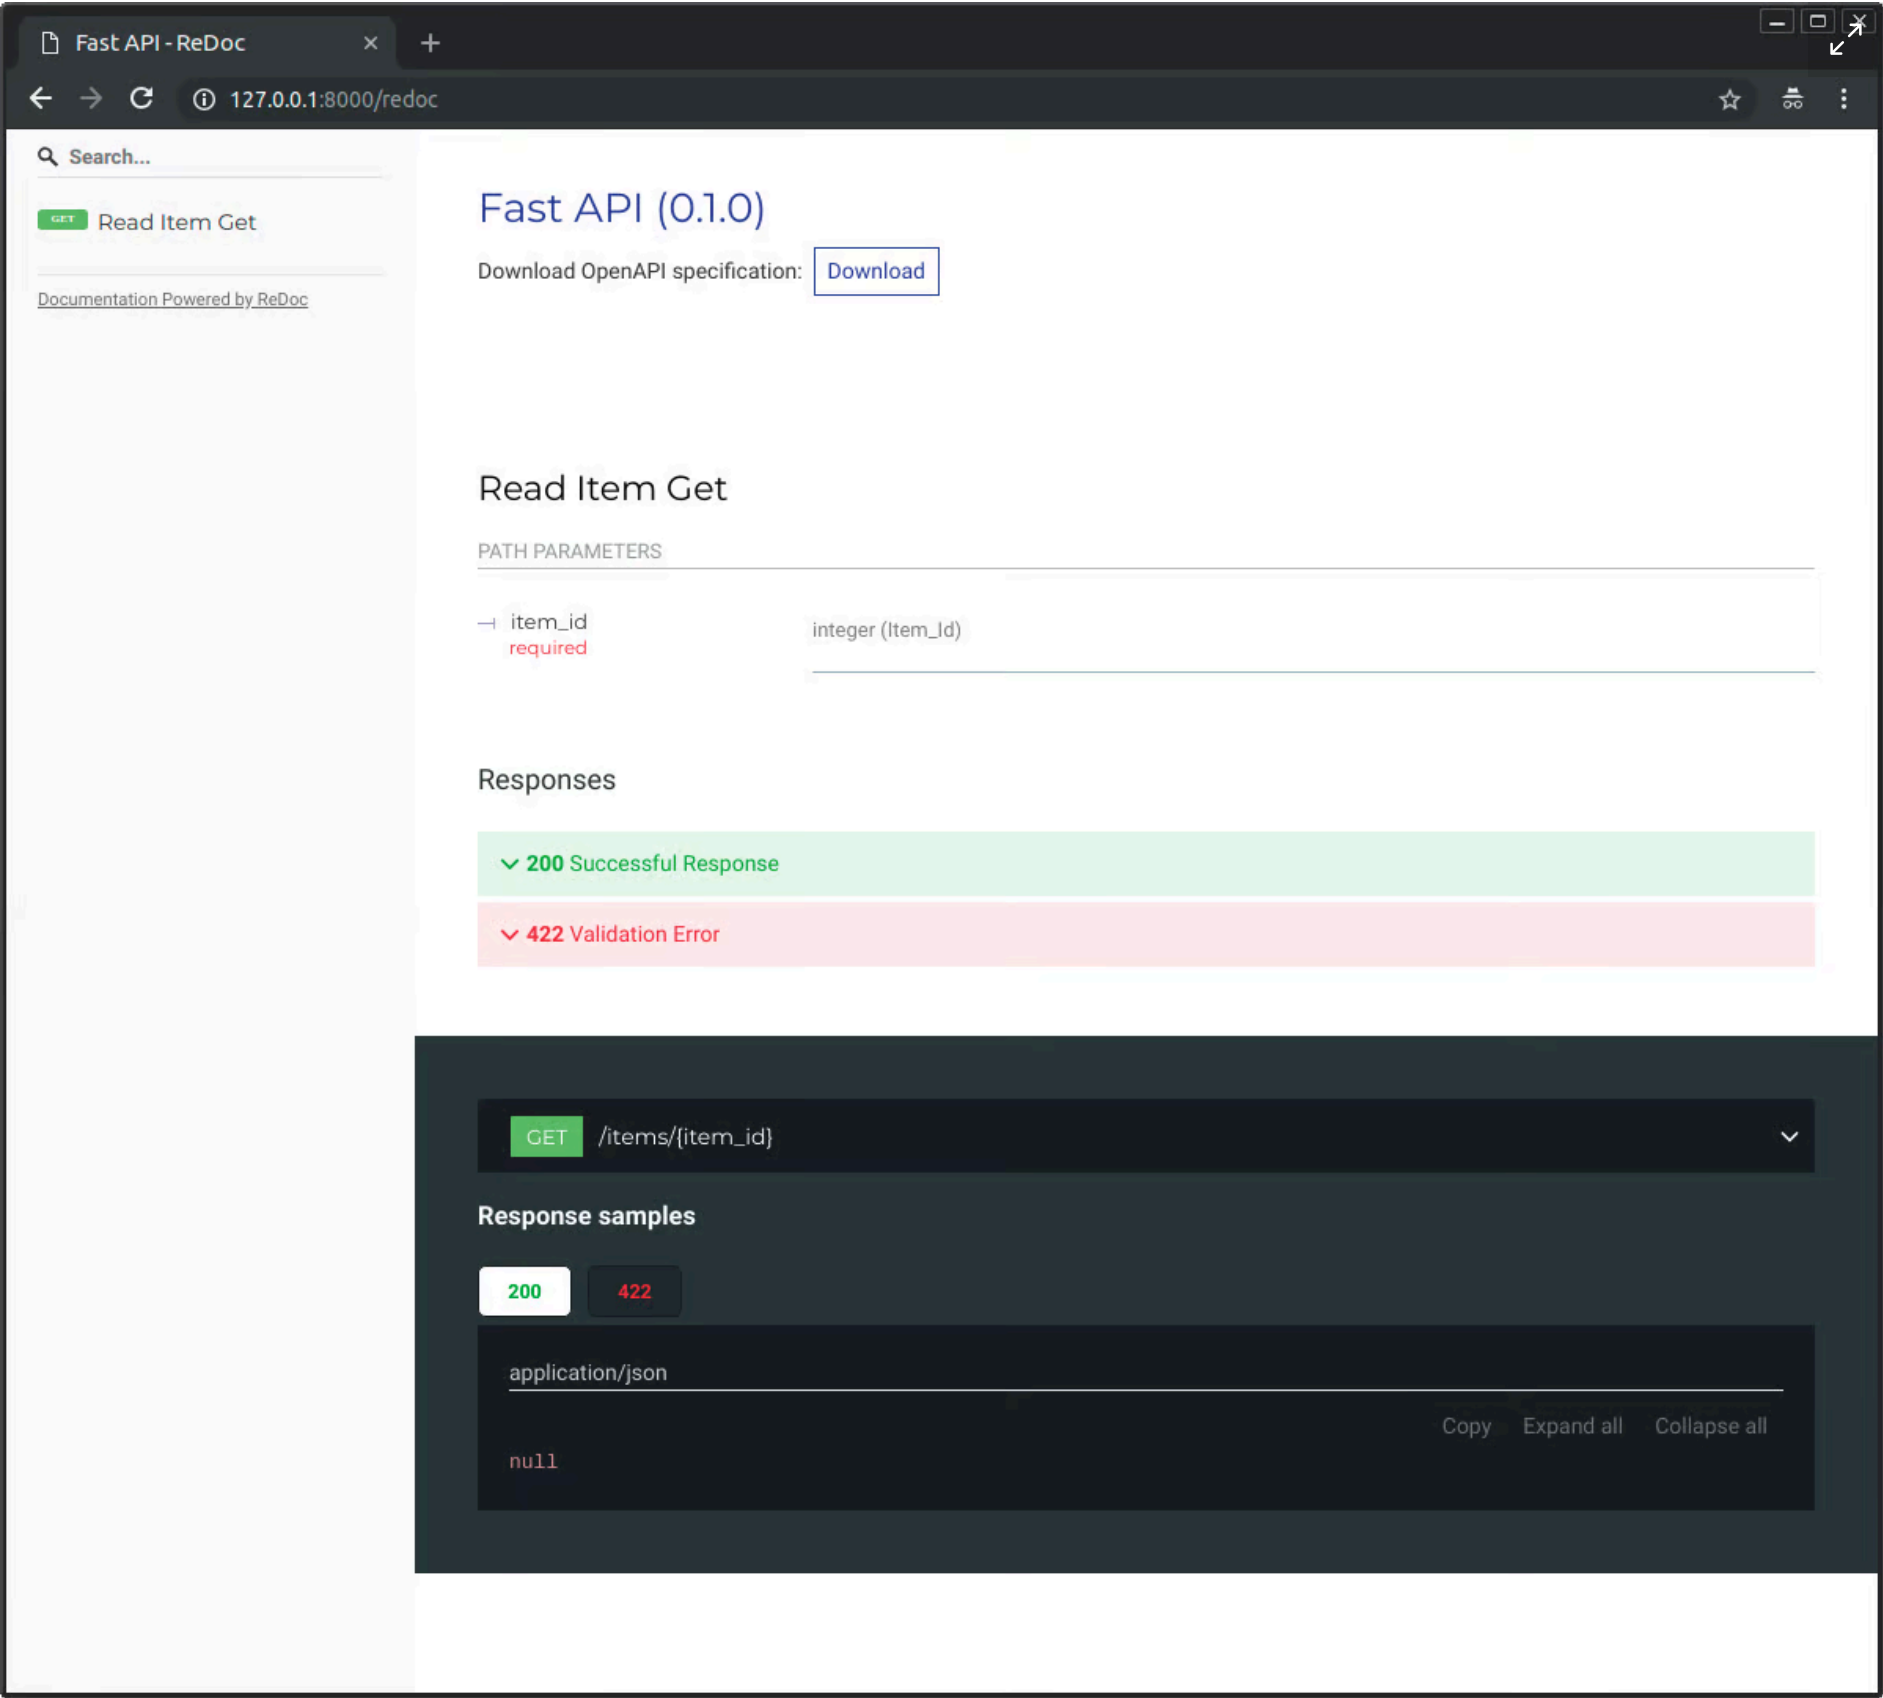 Fast API - ReDoc
127.0.0.1:8000/redoc
Search...
GET Read Item Get
Documentation Powered by ReDoc
Fast API (0.1.0)
Download OpenAPI specification: Download
Read Item Get
PATH PARAMETERS
item_id
required
integer (Item_Id)
Responses
200 Successful Response
422 Validation Error
GET /items/{item_id}
Response samples
200 422
application/json
Copy Expand all Collapse all
null